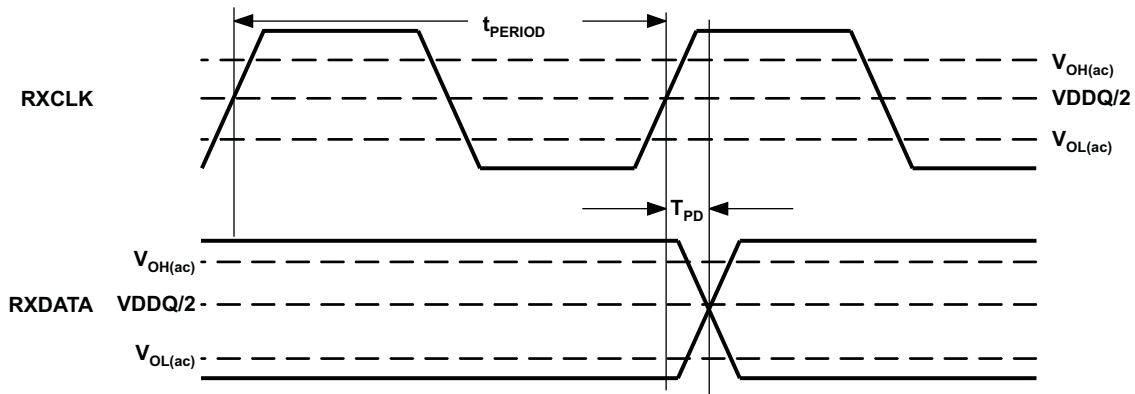 tPERIOD
VOH(ac)
RXCLK VDDQ/2
VOL(ac)
TPD
VOH(ac)
RXDATA VDDQ/2
VOL(ac)